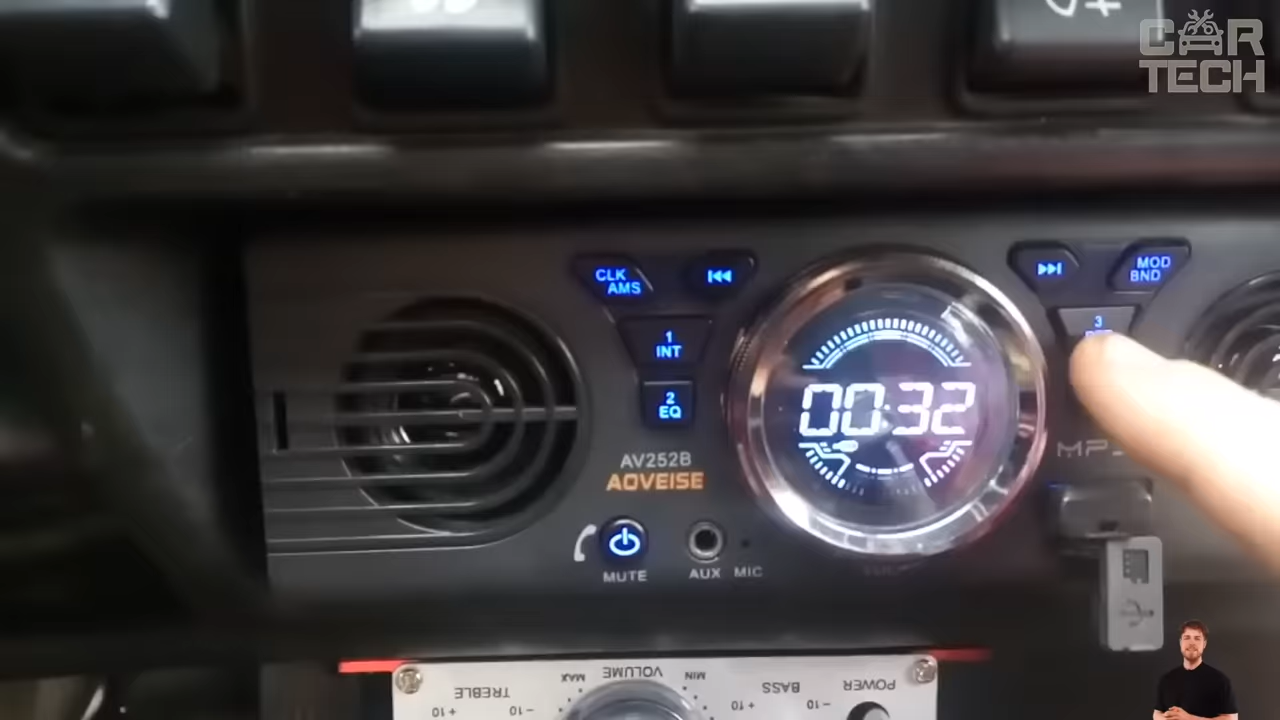 CAR
TECH
CLK
AMS
MOD
BND
1
INT
3
2
EQ
00:32
AV252B
AOVEISE
MUTE
AUX
MIC
VOLUME
MAX
MIN
TREBLE
BASS
POWER
10+
10-
10+
10-